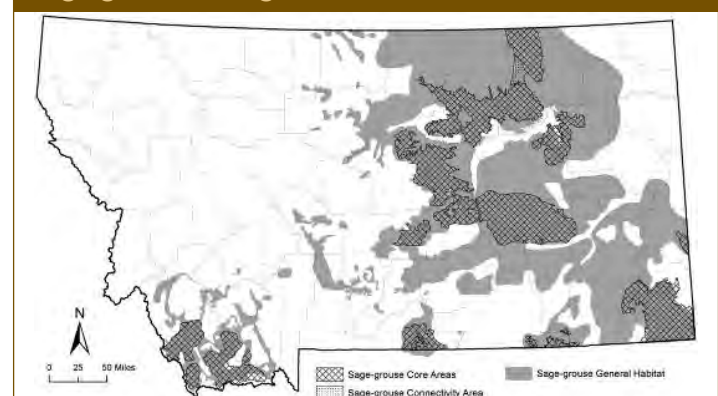 N
0 25 50 Miles
Sage-grouse Core Areas
Sage-grouse General Habitat
Sage-grouse Connectivity Area